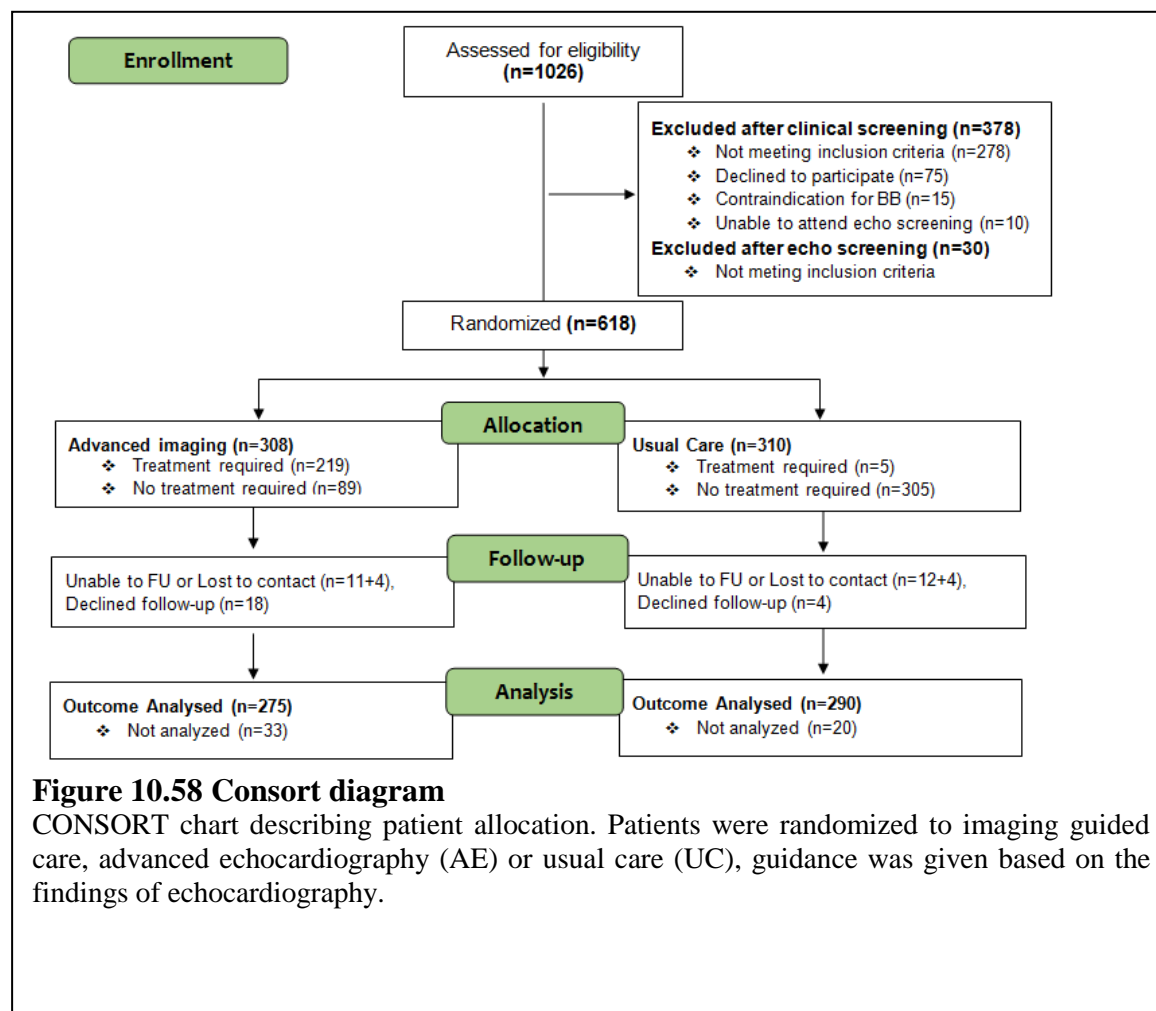 Enrollment
Assessed for eligibility
(n=1026)
Excluded after clinical screening (n=378)
❖ Not meeting inclusion criteria (n=278)
❖ Declined to participate (n=75)
❖ Contraindication for BB (n=15)
❖ Unable to attend echo screening (n=10)
Excluded after echo screening (n=30)
❖ Not meting inclusion criteria
Randomized (n=618)
Allocation
Advanced imaging (n=308)
❖ Treatment required (n=219)
❖ No treatment required (n=89)
Usual Care (n=310)
❖ Treatment required (n=5)
❖ No treatment required (n=305)
Follow-up
Unable to FU or Lost to contact (n=11+4),
Declined follow-up (n=18)
Unable to FU or Lost to contact (n=12+4),
Declined follow-up (n=4)
Analysis
Outcome Analysed (n=275)
❖ Not analyzed (n=33)
Outcome Analysed (n=290)
❖ Not analyzed (n=20)
Figure 10.58 Consort diagram
CONSORT chart describing patient allocation. Patients were randomized to imaging guided
care, advanced echocardiography (AE) or usual care (UC), guidance was given based on the
findings of echocardiography.